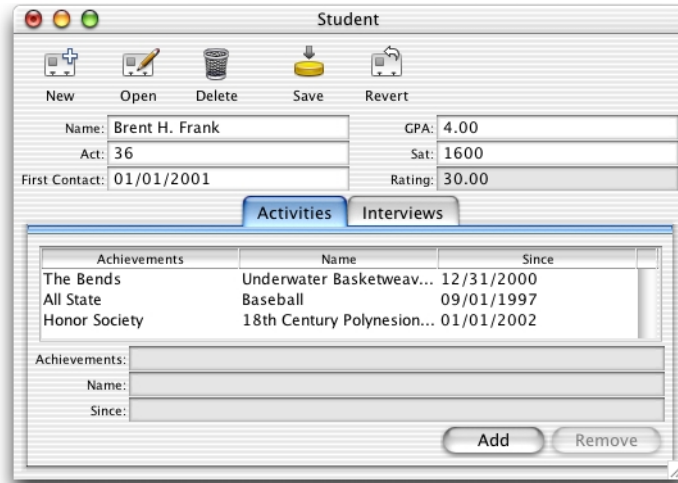 Student
New Open Delete Save Revert
Name: Brent H. Frank GPA: 4.00
Act: 36 Sat: 1600
First Contact: 01/01/2001 Rating: 30.00
Activities Interviews
Achievements Name Since
The Bends Underwater Basketweav... 12/31/2000
All State Baseball 09/01/1997
Honor Society 18th Century Polynesion... 01/01/2002
Achievements:
Name:
Since:
Add Remove